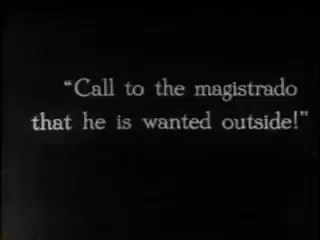 “Call to the magistrado
that he is wanted outside!"